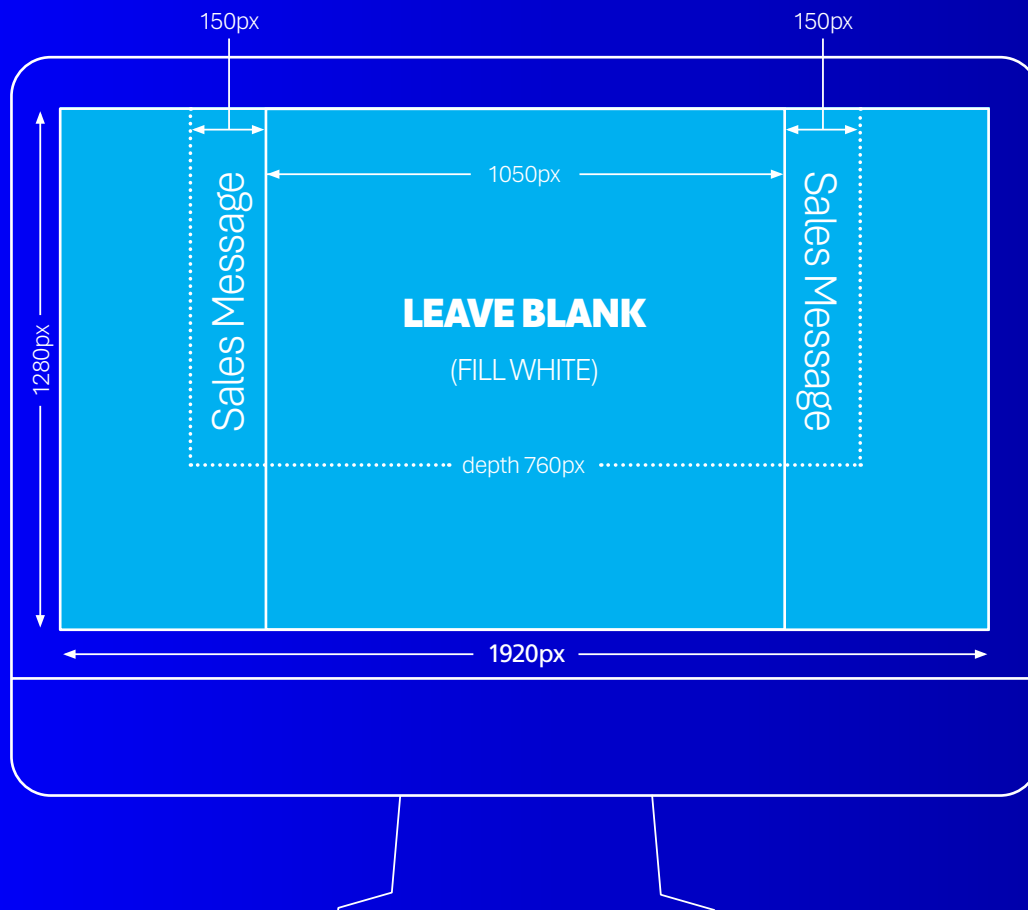 150px
150px
1050px
Sales Message
Sales Message
LEAVE BLANK
(FILL WHITE)
1280px
depth 760px
1920px